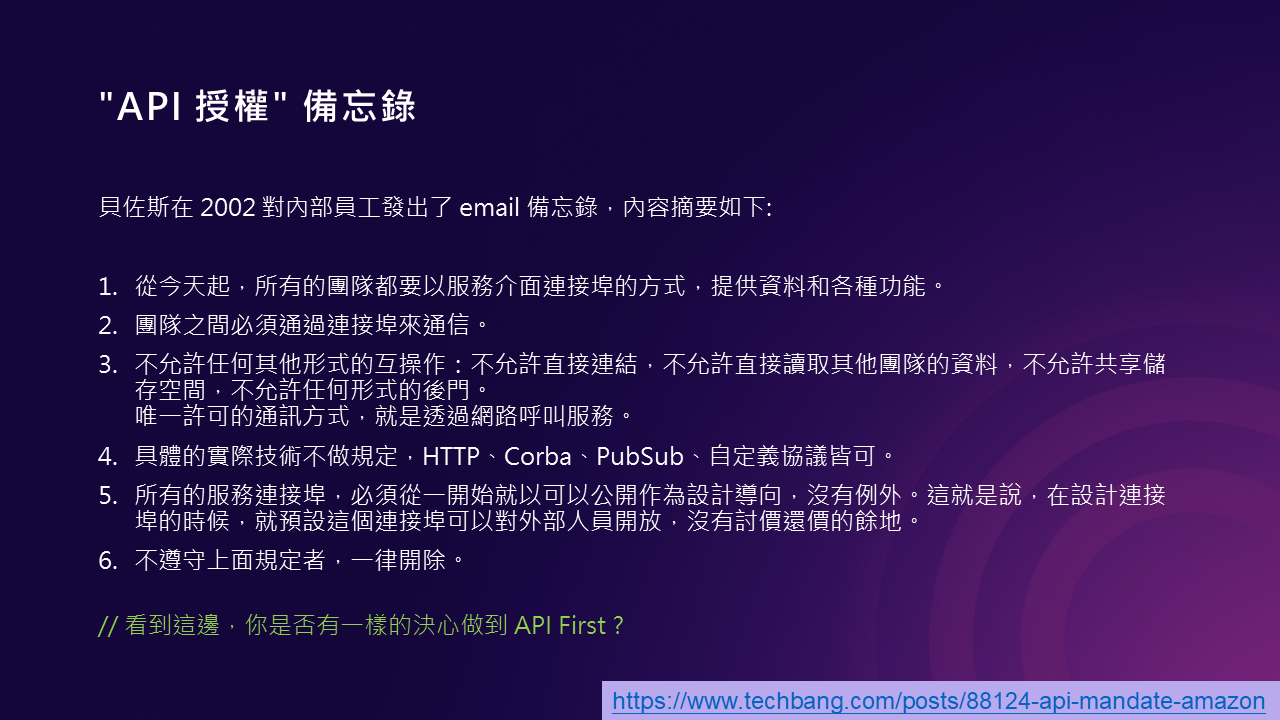 "API 授權" 備忘錄
貝佐斯在 2002 對內部員工發出了 email 備忘錄，內容摘要如下:
1. 從今天起，所有的團隊都要以服務介面連接埠的方式，提供資料和各種功能。
2. 團隊之間必須通過連接埠來通信。
3. 不允許任何其他形式的互操作：不允許直接連結，不允許直接讀取其他團隊的資料，不允許共享儲
存空間，不允許任何形式的後門。
唯一許可的通訊方式，就是透過網路呼叫服務。
4. 具體的實際技術不做規定，HTTP、Corba、PubSub、自定義協議皆可。
5. 所有的服務連接埠，必須從一開始就以可以公開作為設計導向，沒有例外。這就是說，在設計連接
埠的時候，就預設這個連接埠可以對外部人員開放，沒有討價還價的餘地。
6. 不遵守上面規定者，一律開除。
// 看到這邊，你是否有一樣的決心做到 API First ?
https://www.techbang.com/posts/88124-api-mandate-amazon